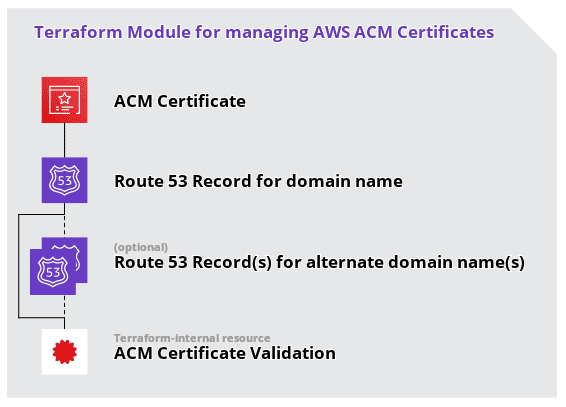 Terraform Module for managing AWS ACM Certificates
ACM Certificate
53
Route 53 Record for domain name
(optional)
53
Route 53 Record(s) for alternate domain name(s)
Terraform-internal resource
ACM Certificate Validation